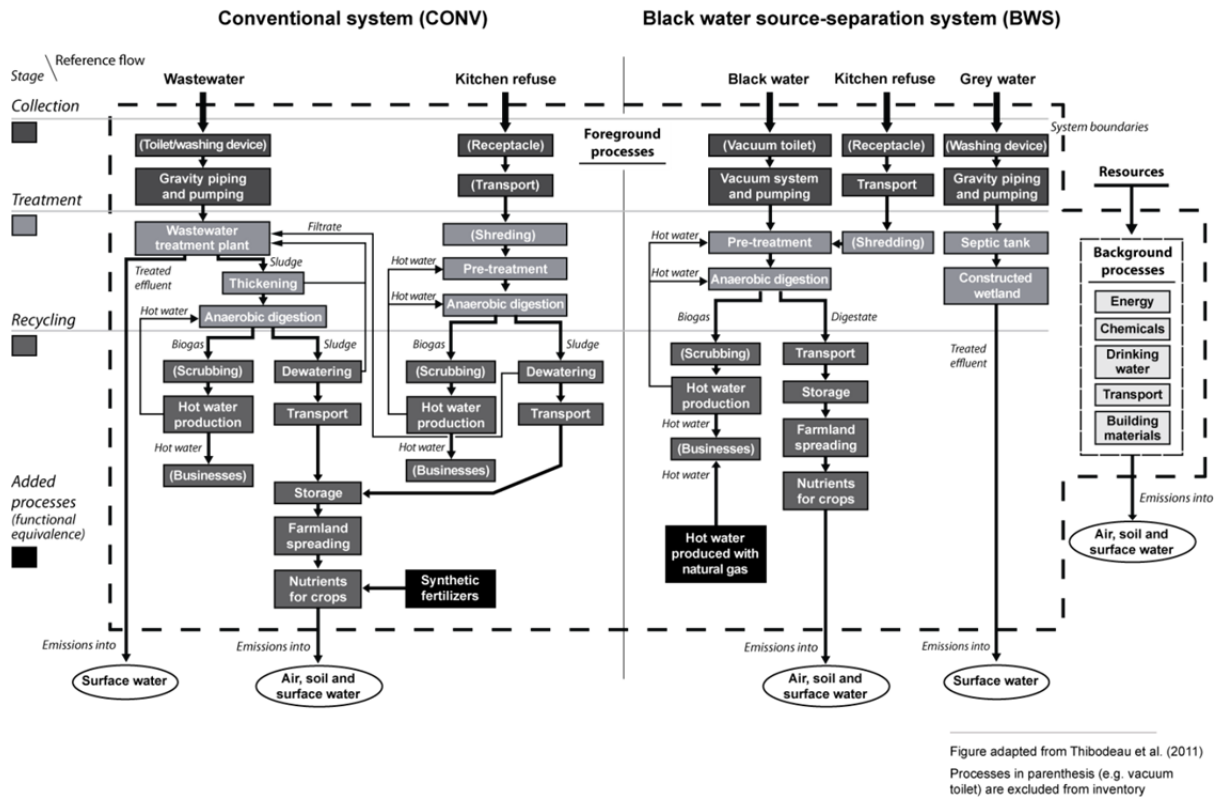 Conventional system (CONV)
Black water source-separation system (BWS)
Stage \ Reference flow
Wastewater
Kitchen refuse
Black water
Kitchen refuse
Grey water
Collection
Foreground
processes
System boundaries
(Toilet/washing device)
(Receptacle)
(Vacuum toilet)
(Receptacle)
(Washing device)
Gravity piping
and pumping
(Transport)
Vacuum system
and pumping
Transport
Gravity piping
and pumping
Resources
Treatment
Wastewater
treatment plant
Filtrate
(Shreding)
Hot water
Pre-treatment
(Shredding)
Septic tank
Treated
effluent
Sludge
Thickening
Hot water
Pre-treatment
Hot water
Anaerobic digestion
Constructed
wetland
Hot water
Anaerobic digestion
Hot water
Anaerobic digestion
Background
processes
Energy
Chemicals
Drinking
water
Transport
Building
materials
Recycling
Biogas
Sludge
Biogas
Sludge
Biogas
Digestate
Treated
effluent
(Scrubbing)
Dewatering
(Scrubbing)
Dewatering
(Scrubbing)
Transport
Hot water
production
Transport
Hot water
production
Transport
Hot water
production
Storage
Hot water
Hot water
Hot water
Farmland
spreading
(Businesses)
(Businesses)
(Businesses)
Hot water
Nutrients
for crops
Added
processes
(functional
equivalence)
Storage
Farmland
spreading
Nutrients
for crops
Synthetic
fertilizers
Hot water
produced with
natural gas
Emissions into
Air, soil and
surface water
Emissions into
Emissions into
Emissions into
Emissions into
Surface water
Air, soil and
surface water
Air, soil and
surface water
Surface water
Figure adapted from Thibodeau et al. (2011)
Processes in parenthesis (e.g. vacuum
toilet) are excluded from inventory